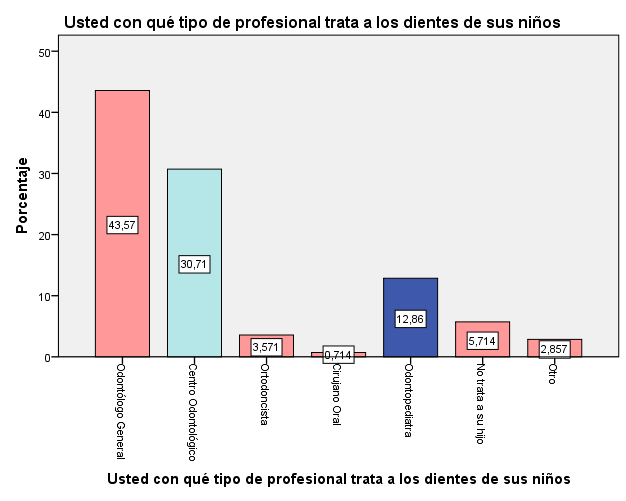 Usted con qué tipo de profesional trata a los dientes de sus niños
Porcentaje
50
40
30
20
10
0
43,57
30,71
3,571
0,714
12,86
5,714
2,857
Odontólogo General
Centro Odontológico
Ortodoncista
Cirujano Oral
Odontopediatra
No trata a su hijo
Otro
Usted con qué tipo de profesional trata a los dientes de sus niños